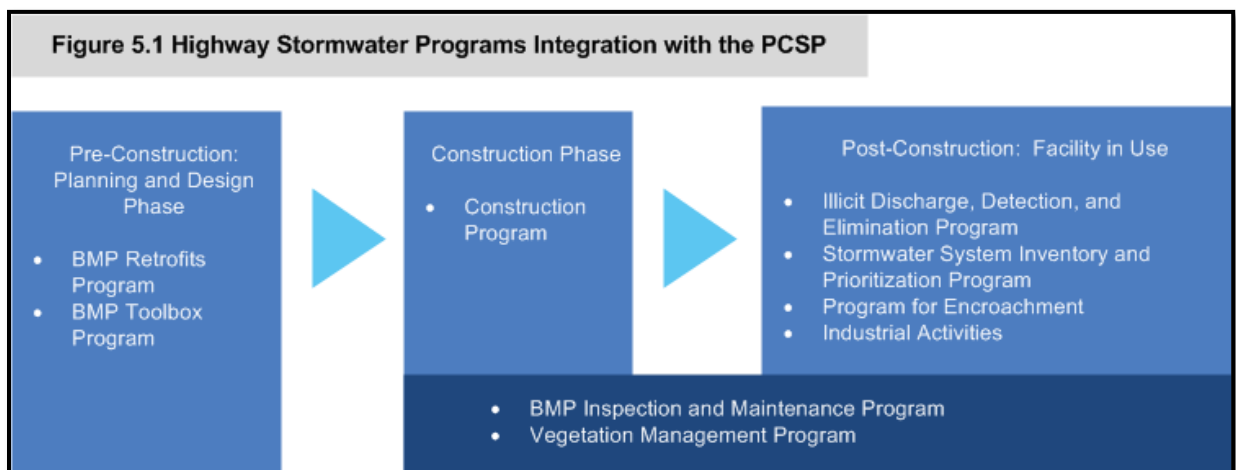 Figure 5.1 Highway Stormwater Programs Integration with the PCSP
Pre-Construction:
Planning and Design
Phase
• BMP Retrofits
Program
• BMP Toolbox
Program
Construction Phase
• Construction
Program
Post-Construction: Facility in Use
• Illicit Discharge, Detection, and
Elimination Program
• Stormwater System Inventory and
Prioritization Program
• Program for Encroachment
• Industrial Activities
• BMP Inspection and Maintenance Program
• Vegetation Management Program